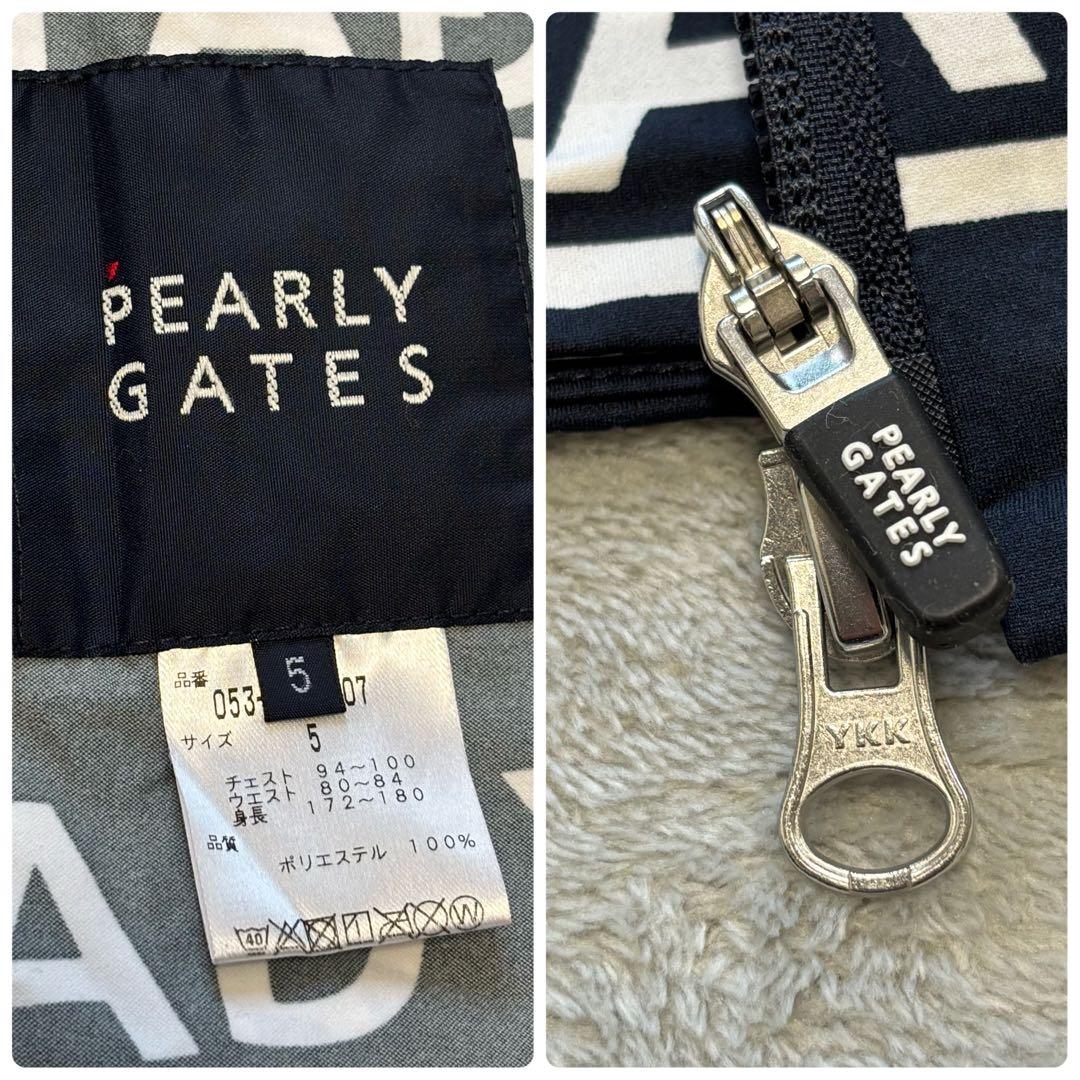 PEARLY
GATES
5
品番
053- 07
サイズ 5
チェスト 94～100
ウエスト 80～84
身長 172～180
品質
ポリエステル 100%
40
W
PEARLY
GATES
YKK